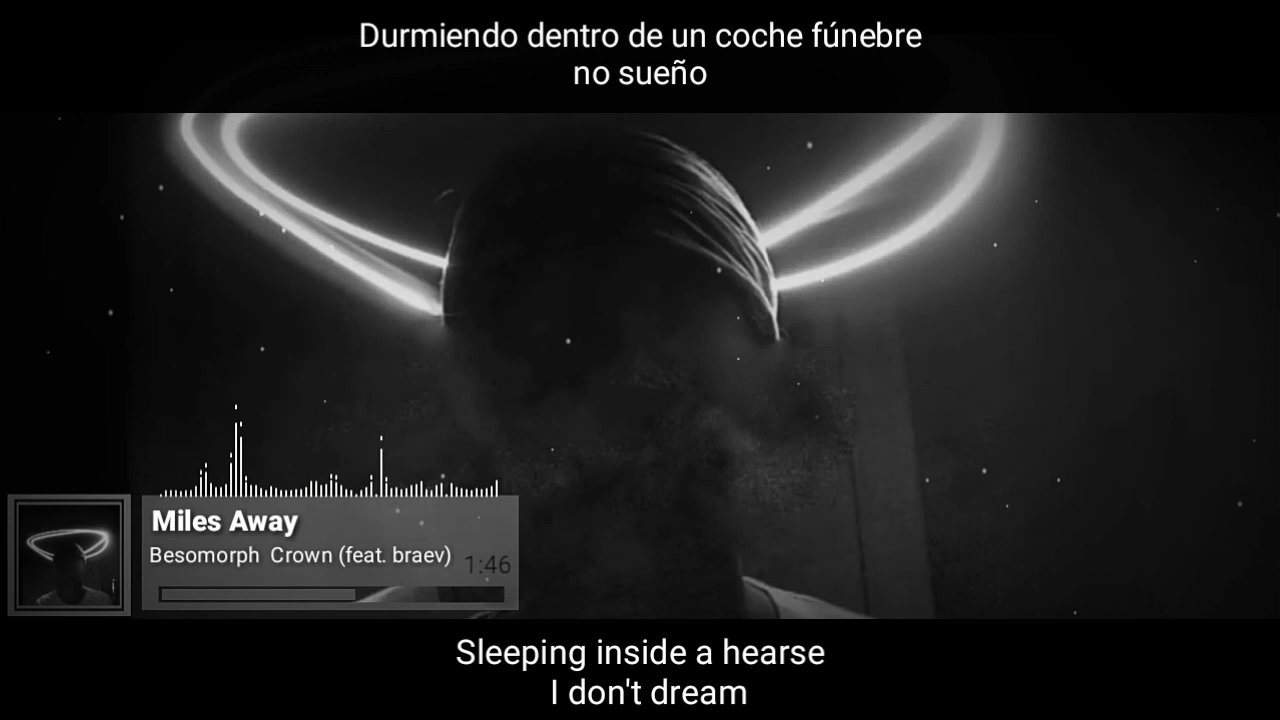 Durmiendo dentro de un coche fúnebre
no sueño
Miles Away
Besomorph Crown (feat. braev)
1:46
Sleeping inside a hearse
I don't dream